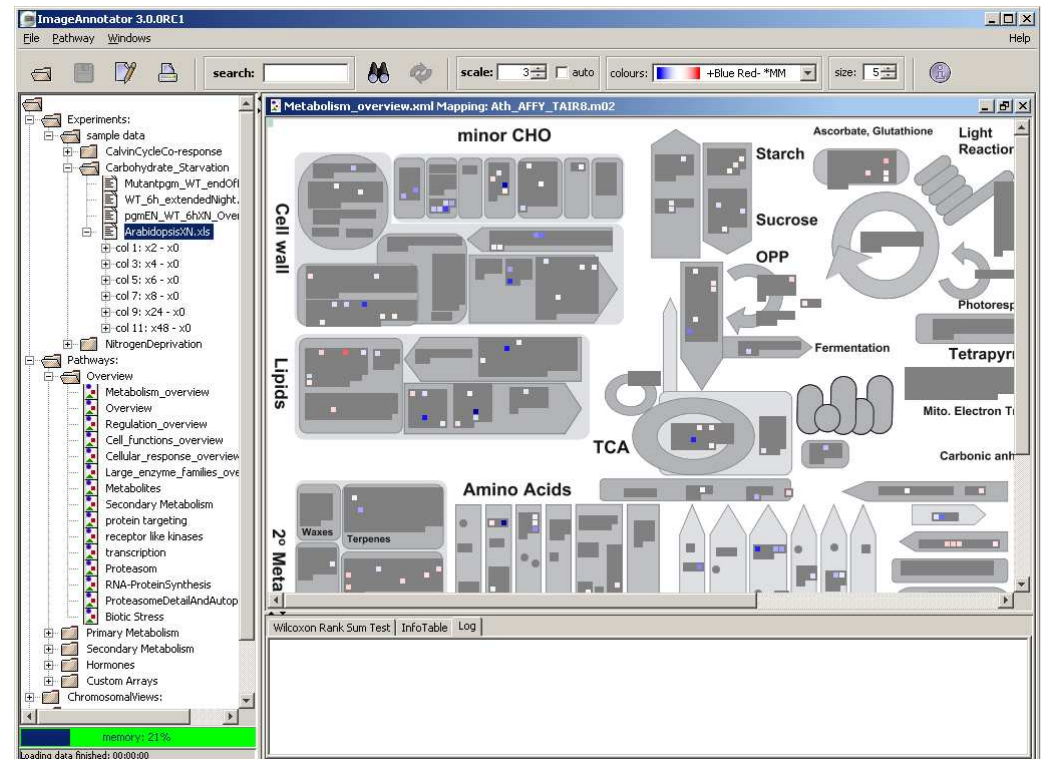 ImageAnnotator 3.0.0RC1
File Pathway Windows Help
search: scale: 3 auto colours: +Blue Red- *MM size: 5
Experiments:
sample data
CalvinCycleCo-response
Carbohydrate_Starvation
Mutantpgm_WT_endOfI
WT_6h_extendedNight.
pgmEN_WT_6hXN_Over
ArabidopsisXN.xls
col 1: x2 - x0
col 3: x4 - x0
col 5: x6 - x0
col 7: x8 - x0
col 9: x24 - x0
col 11: x48 - x0
NitrogenDeprivation
Pathways:
Overview
Metabolism_overview
Overview
Regulation_overview
Cell_functions_overview
Cellular_response_overview
Large_enzyme_families_ove
Metabolites
Secondary Metabolism
protein targeting
receptor like kinases
transcription
Proteasom
RNA-ProteinSynthesis
ProteasomeDetailAndAutop
Biotic Stress
Primary Metabolism
Secondary Metabolism
Hormones
Custom Arrays
ChromosomalViews:
memory: 21%
Loading data finished: 00:00:00
Metabolism_overview.xml Mapping: Ath_AFFY_TAIR8.m02
minor CHO
Ascorbate, Glutathione
Light
Reaction
Starch
Cell wall
Sucrose
OPP
Photoresp
Fermentation
Tetapyrr
Lipids
Mito. Electron Tr
TCA
Carbonic anh
Amino Acids
Waxes
Terpenes
2º Meta
Wilcoxon Rank Sum Test InfoTable Log